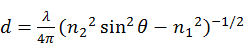 d = λ/4π (n₂² sin² θ − n₁²)⁻¹/²